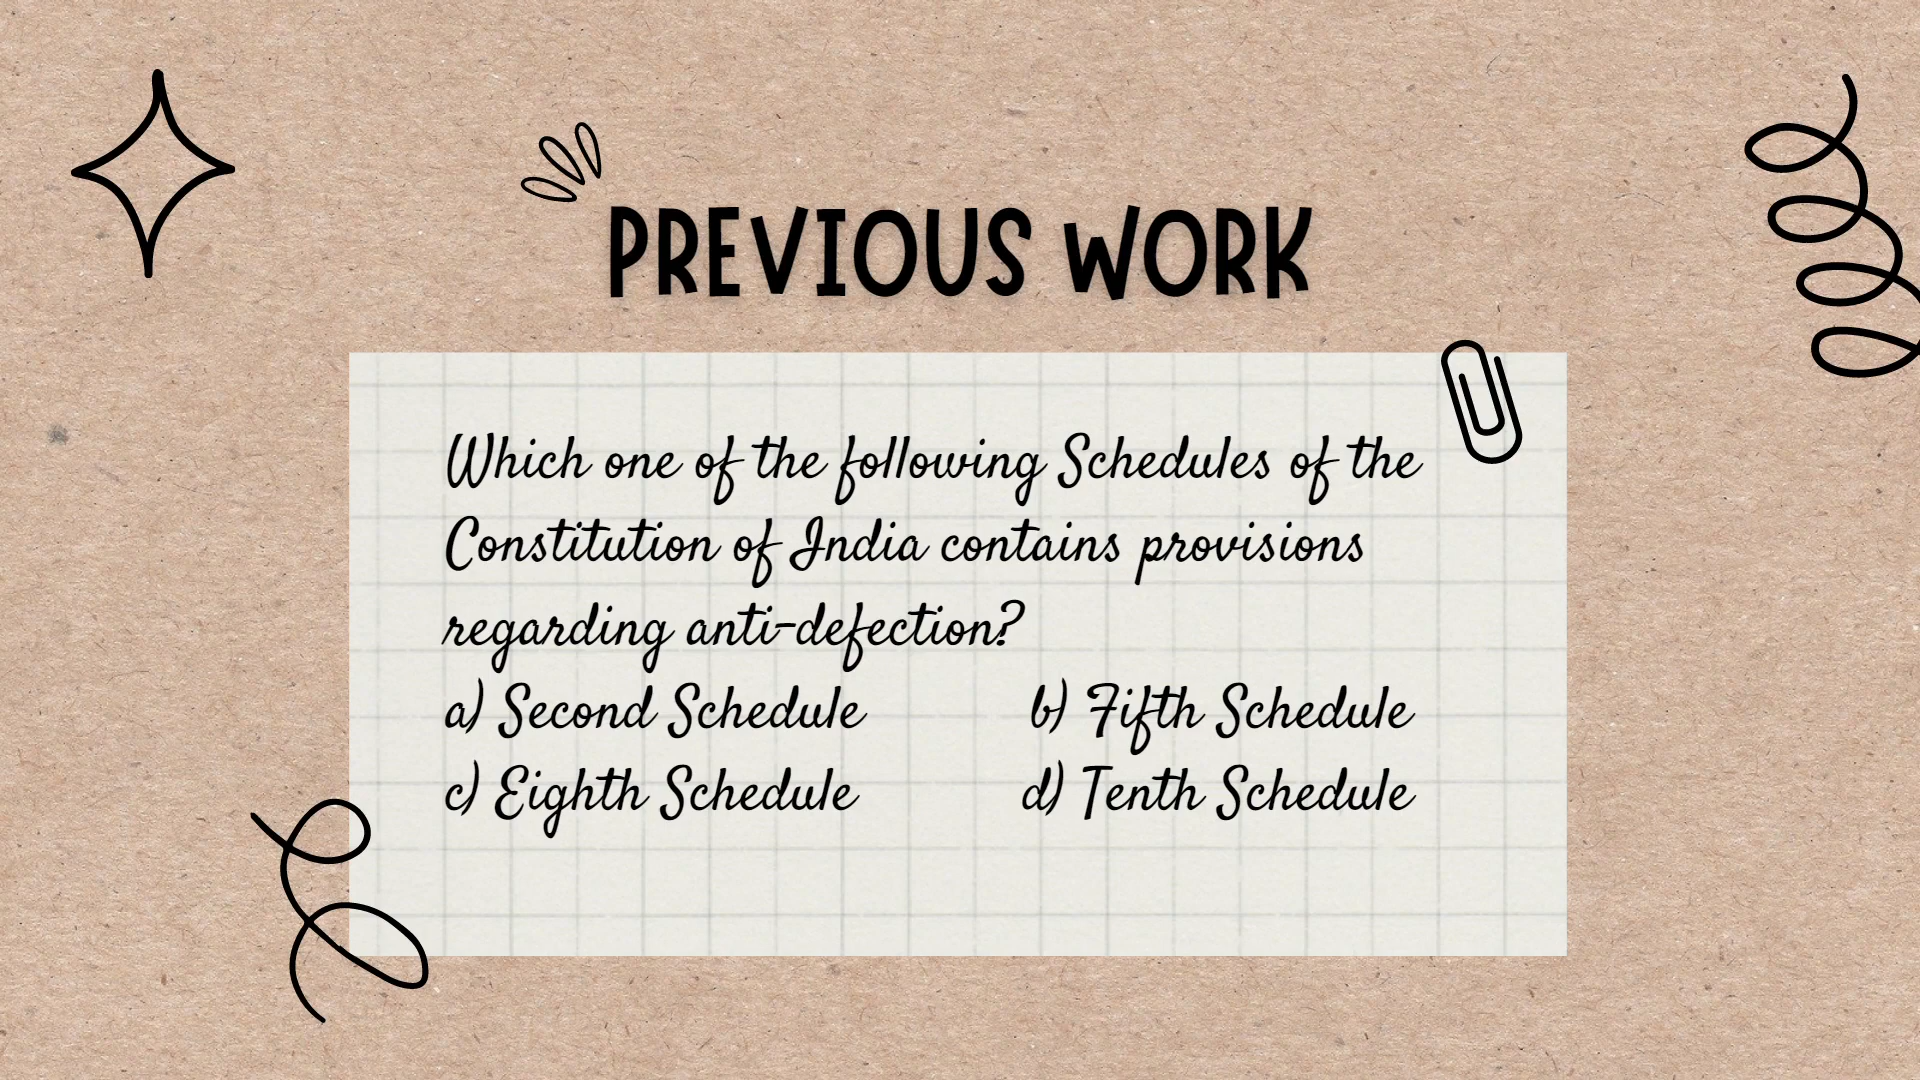 PREVIOUS WORK
Which one of the following Schedules of the
Constitution of India contains provisions
regarding anti-defection?
a) Second Schedule b) Fifth Schedule
c) Eighth Schedule d) Tenth Schedule